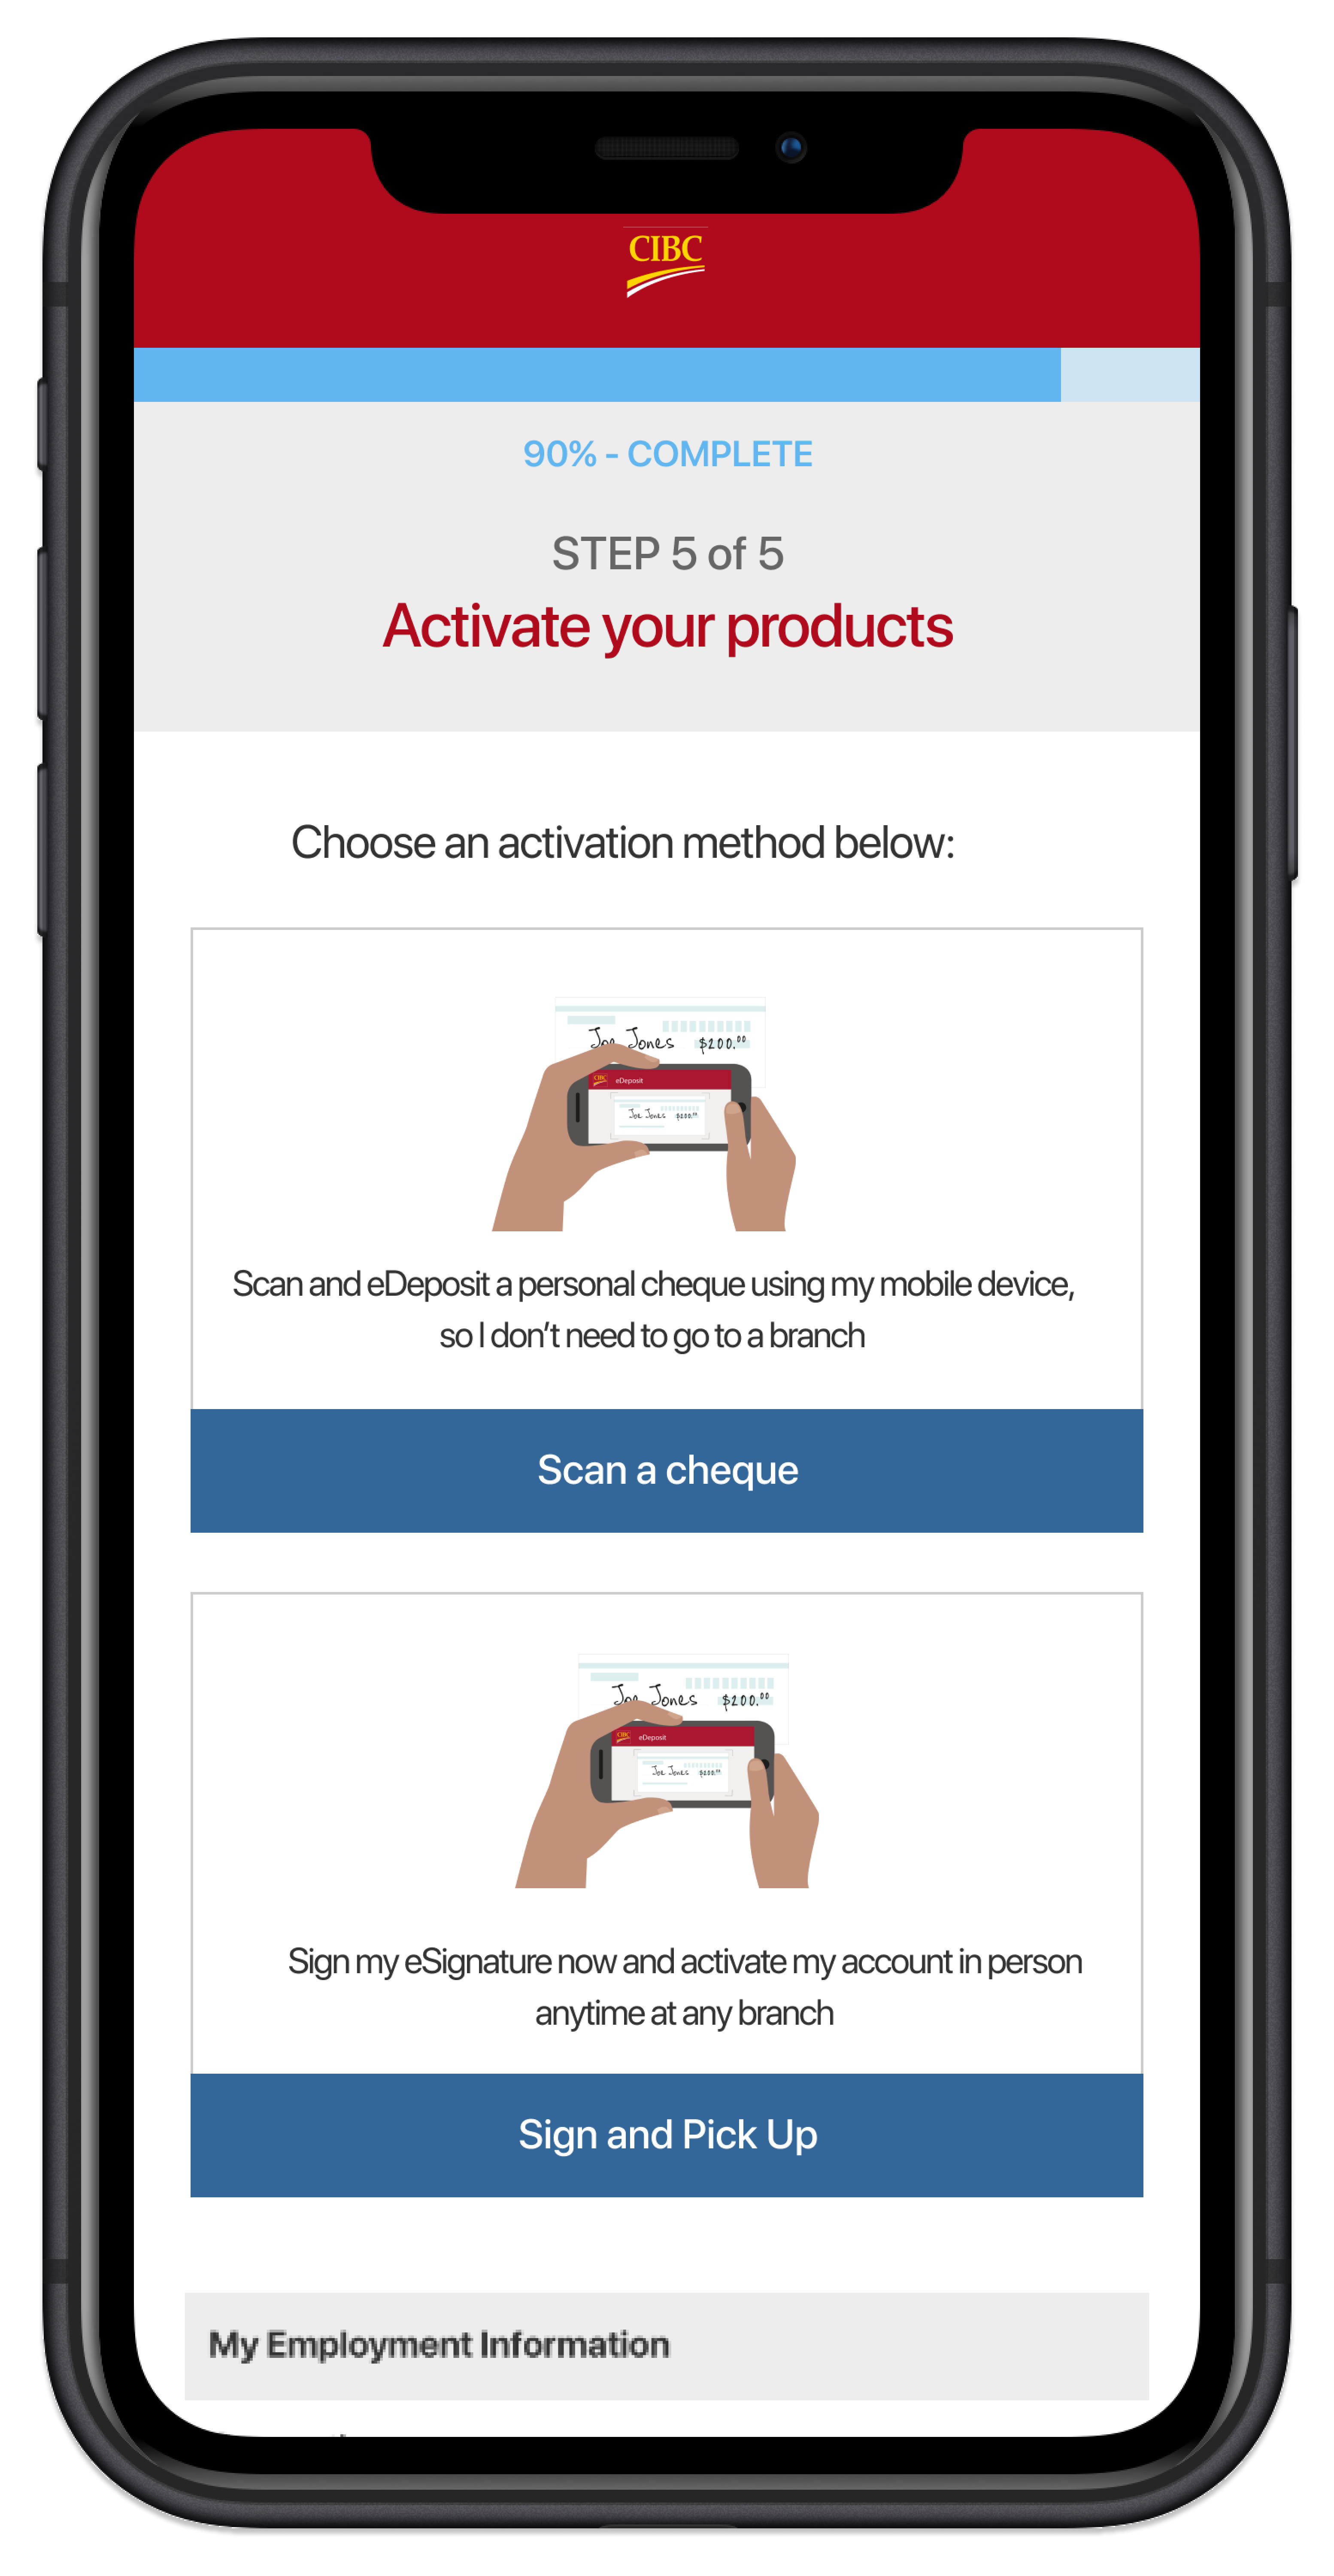 CIBC
90% - COMPLETE
STEP 5 of 5
Activate your products
Choose an activation method below:
Joe Jones $200.00
CIBC eDeposit
Joe Jones $200.00
Scan and eDeposit a personal cheque using my mobile device,
so I don’t need to go to a branch
Scan a cheque
Joe Jones $200.00
CIBC eDeposit
Joe Jones $200.00
Sign my eSignature now and activate my account in person
anytime at any branch
Sign and Pick Up
My Employment Information